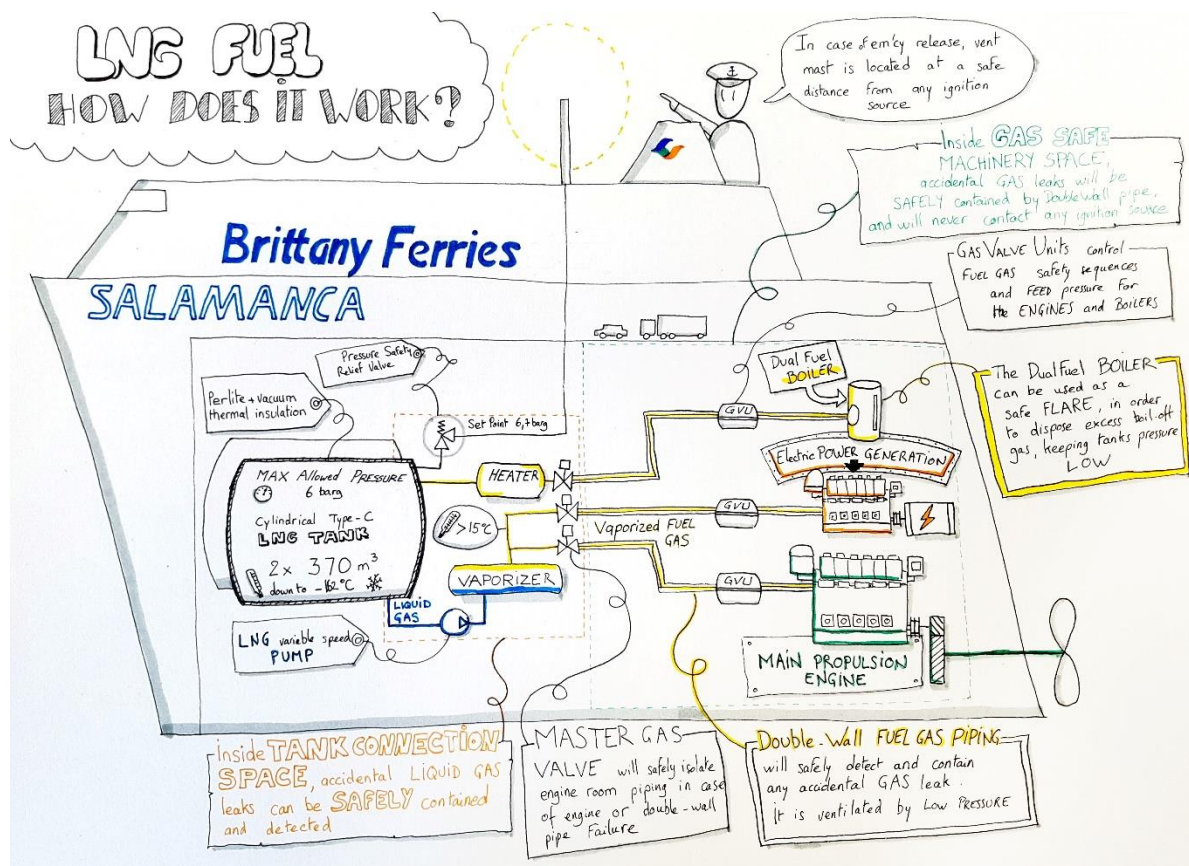 LNG FUEL
HOW DOES IT WORK?
In case of em'cy release, vent
mast is located at a safe
distance from any ignition
source
Inside GAS SAFE
MACHINERY SPACE,
accidental GAS leaks will be
SAFELY contained by Double Wall pipe,
and will never contact any ignition source
Brittany Ferries
SALAMANCA
GAS VALVE UNITS control
FUEL GAS safety sequences
and FEED pressure for
the ENGINES and BOILERS
Pressure Safety
Relief Valve
Perlite + vacuum
thermal insulation
Set Point 6,7 barg
Dual Fuel
BOILER
The Dual Fuel BOILER
can be used as a
safe FLARE, in order
to dispose excess boil-off
gas, keeping tanks pressure
LOW
GVU
HEATER
Electric POWER GENERATION
MAX Allowed PRESSURE
6 barg
Cylindrical Type-C
LNG TANK
2x 370 m³
down to -162°C
>15°C
Vaporized FUEL
GAS
GVU
VAPORIZER
GVU
LIQUID
GAS
LNG variable speed
PUMP
MAIN PROPULSION
ENGINE
inside TANK CONNECTION
SPACE, accidental LIQUID GAS
leaks can be SAFELY contained
and detected
MASTER GAS
VALVE will safely isolate
engine room piping in case
of engine or double-wall
pipe Failure
Double-Wall FUEL GAS PIPING
will safely detect and contain
any accidental GAS leak.
It is ventilated by Low PRESSURE